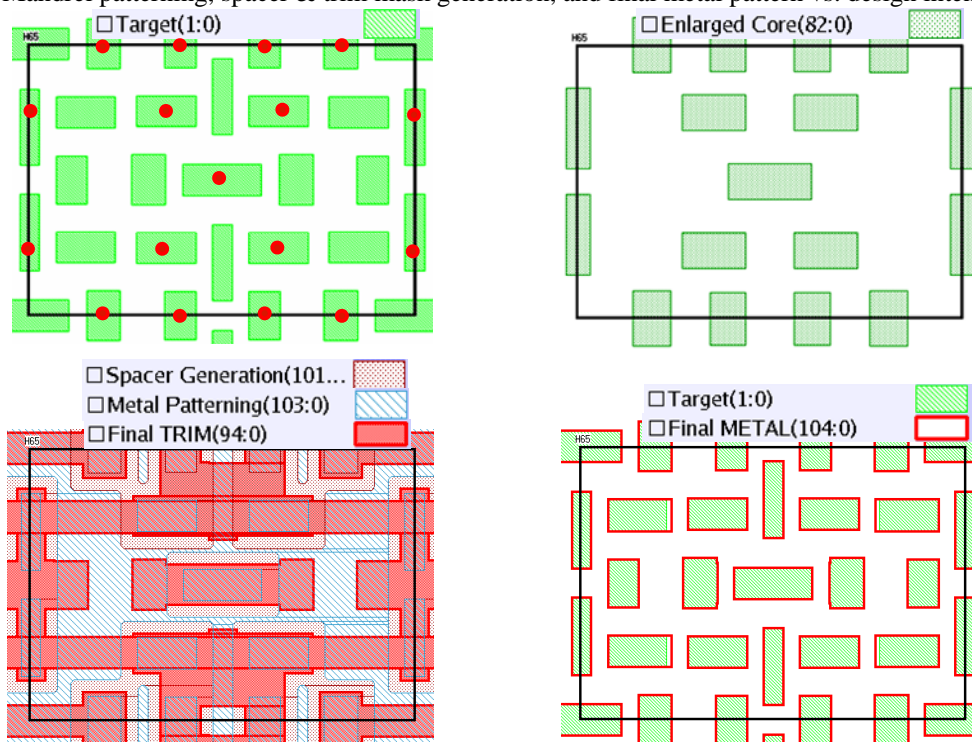 Mandrel patterning, spacer & trim mask generation, and final metal pattern vs. design
Target(1:0)
H65
Enlarged Core(82:0)
H65
Spacer Generation(101...
Metal Patterning(103:0)
Final TRIM(94:0)
H65
Target(1:0)
Final METAL(104:0)
H65